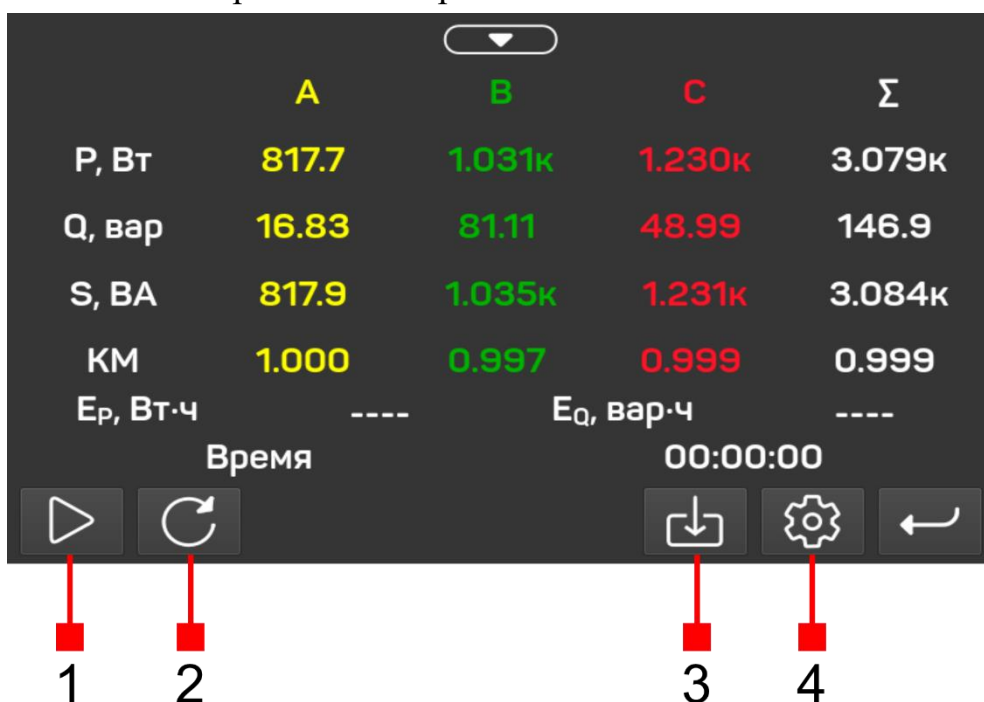 A B C Σ
P, Вт 817.7 1.031к 1.230к 3.079к
Q, вар 16.83 81.11 48.99 146.9
S, ВА 817.9 1.035к 1.231к 3.084к
КМ 1.000 0.997 0.999 0.999
EP, Вт·ч ---- EQ, вар·ч ----
Время 00:00:00
1 2 3 4